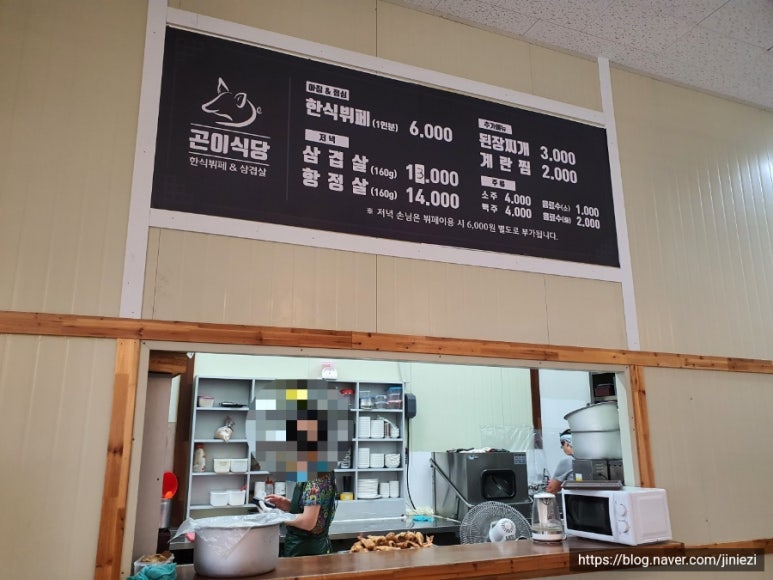 곤이식당
한식뷔페 & 삼겹살
아침 & 점심
한식뷔페 (1인분) 6.000
저녁
삼겹살 (160g) 13.000
항정살 (160g) 14.000
추가메뉴
된장찌개 3.000
계란찜 2.000
주류
소주 4,000
맥주 4,000
음료수(소) 1,000
음료수(대) 2,000
※ 저녁 손님은 뷔페이용 시 6,000원 별도로 부가됩니다.
https://blog.naver.com/jiniezi